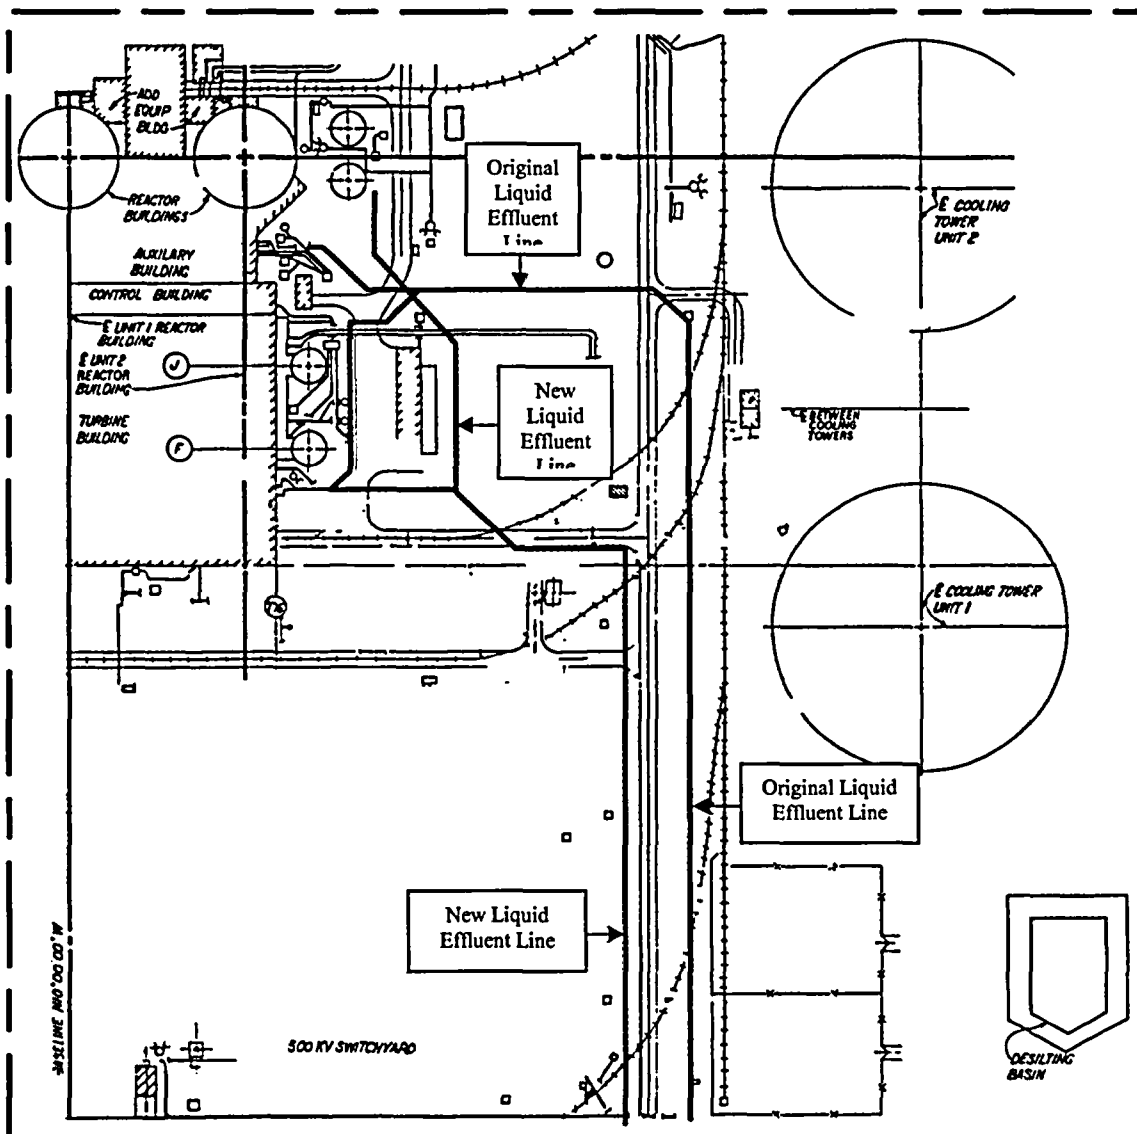 ADD
EQUIP
BLDG
REACTOR
BUILDINGS
Original
Liquid
Effluent
Line
₠ COOLING
TOWER
UNIT 2
AUXILARY
BUILDING
CONTROL BUILDING
₠ UNIT 1 REACTOR
BUILDING
₠ UNIT 2
REACTOR
BUILDING
J
New
Liquid
Effluent
Line
₠ BETWEEN
COOLING
TOWERS
TURBINE
BUILDING
F
₠ COOLING TOWER
UNIT 1
Original Liquid
Effluent Line
New Liquid
Effluent Line
500 KV SWITCHYARD
DESILTING
BASIN